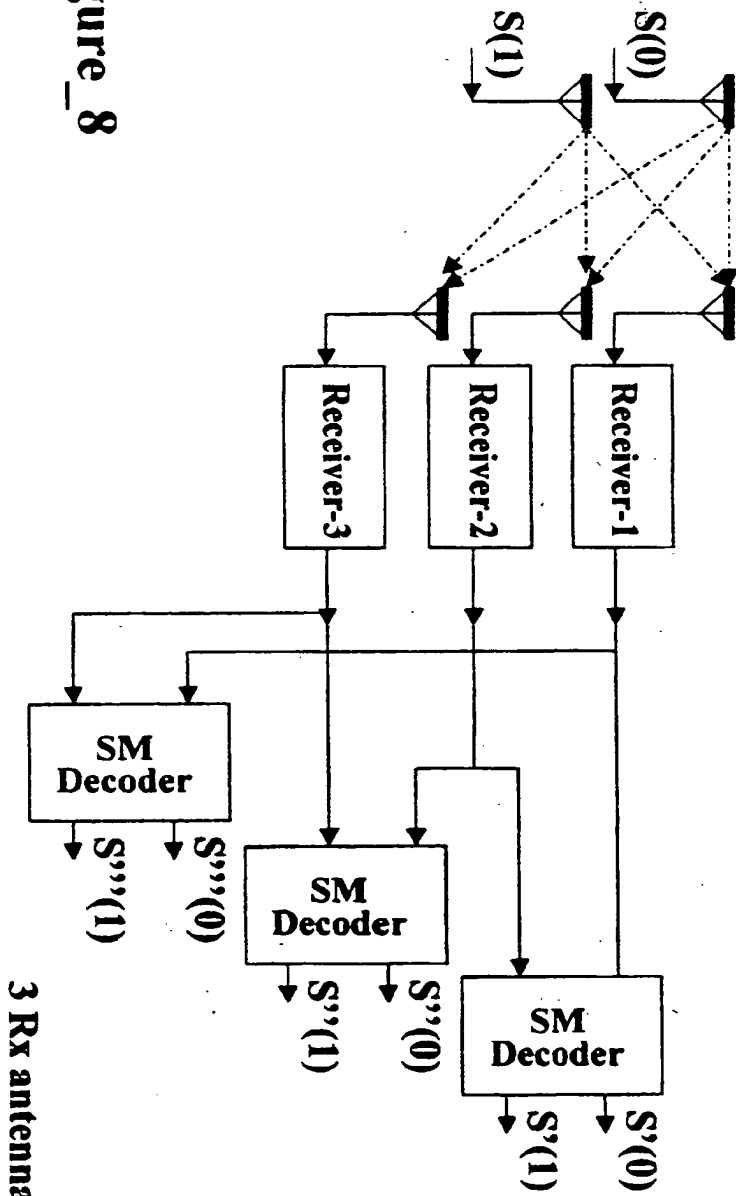 S(0)
S(1)
Receiver-1
Receiver-2
Receiver-3
SM
Decoder
S'(0)
S'(1)
SM
Decoder
S''(0)
S''(1)
SM
Decoder
S'''(0)
S'''(1)
gure_8
3 Rx antenna